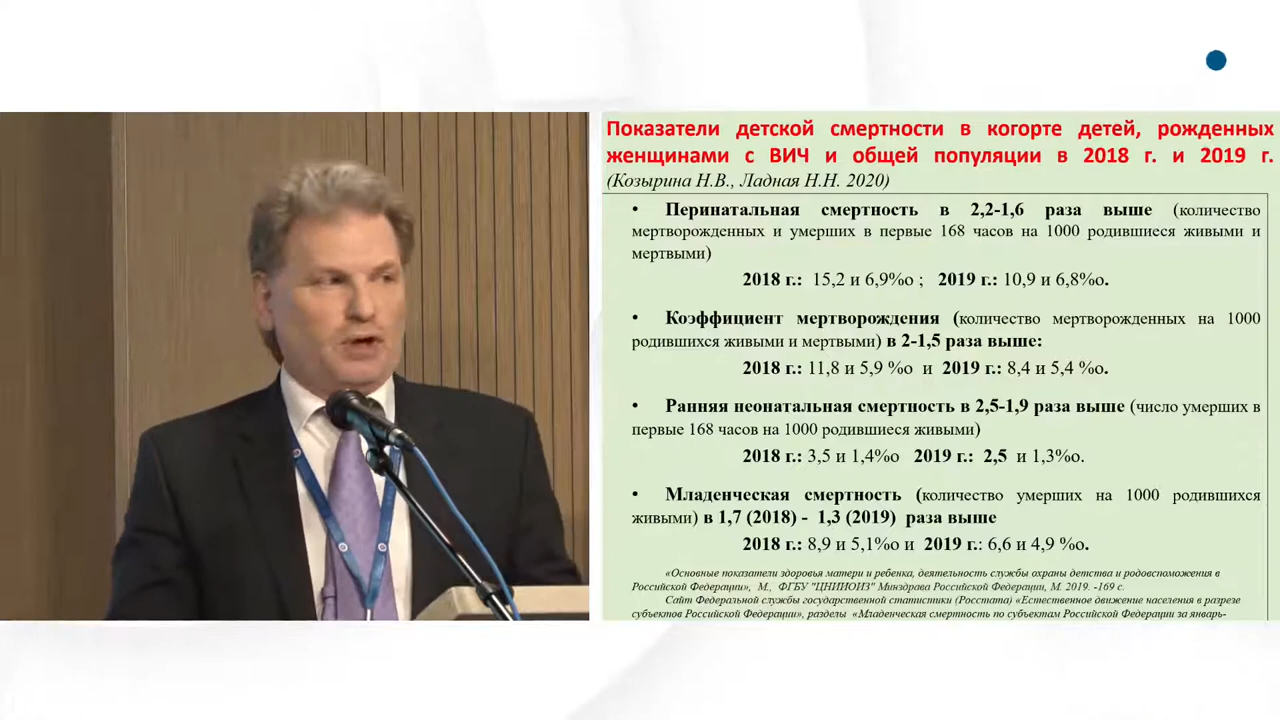 Показатели детской смертности в когорте детей, рожденных
женщинами с ВИЧ и общей популяции в 2018 г. и 2019 г.
(Козырина Н.В., Ладная Н.Н. 2020)
• Перинатальная смертность в 2,2-1,6 раза выше (количество
мертворожденных и умерших в первые 168 часов на 1000 родившиеся живыми и
мертвыми)
2018 г.: 15,2 и 6,9%о ; 2019 г.: 10,9 и 6,8%о.
• Коэффициент мертворождения (количество мертворожденных на 1000
родившихся живыми и мертвыми) в 2-1,5 раза выше:
2018 г.: 11,8 и 5,9 %о и 2019 г.: 8,4 и 5,4 %о.
• Ранняя неонатальная смертность в 2,5-1,9 раза выше (число умерших в
первые 168 часов на 1000 родившиеся живыми)
2018 г.: 3,5 и 1,4%о 2019 г.: 2,5 и 1,3%о.
• Младенческая смертность (количество умерших на 1000 родившихся
живыми) в 1,7 (2018) - 1,3 (2019) раза выше
2018 г.: 8,9 и 5,1%о и 2019 г.: 6,6 и 4,9 %о.
«Основные показатели здоровья матери и ребенка, деятельность службы охраны детства и родовспоможения в
Российской Федерации», М., ФГБУ "ЦНИИОИЗ" Минздрава Российской Федерации, М. 2019. -169 с.
Сайт Федеральной службы государственной статистики (Росстата) «Естественное движение населения в разрезе
субъектов Российской Федерации», разделы «Младенческая смертность по субъектам Российской Федерации за январь-